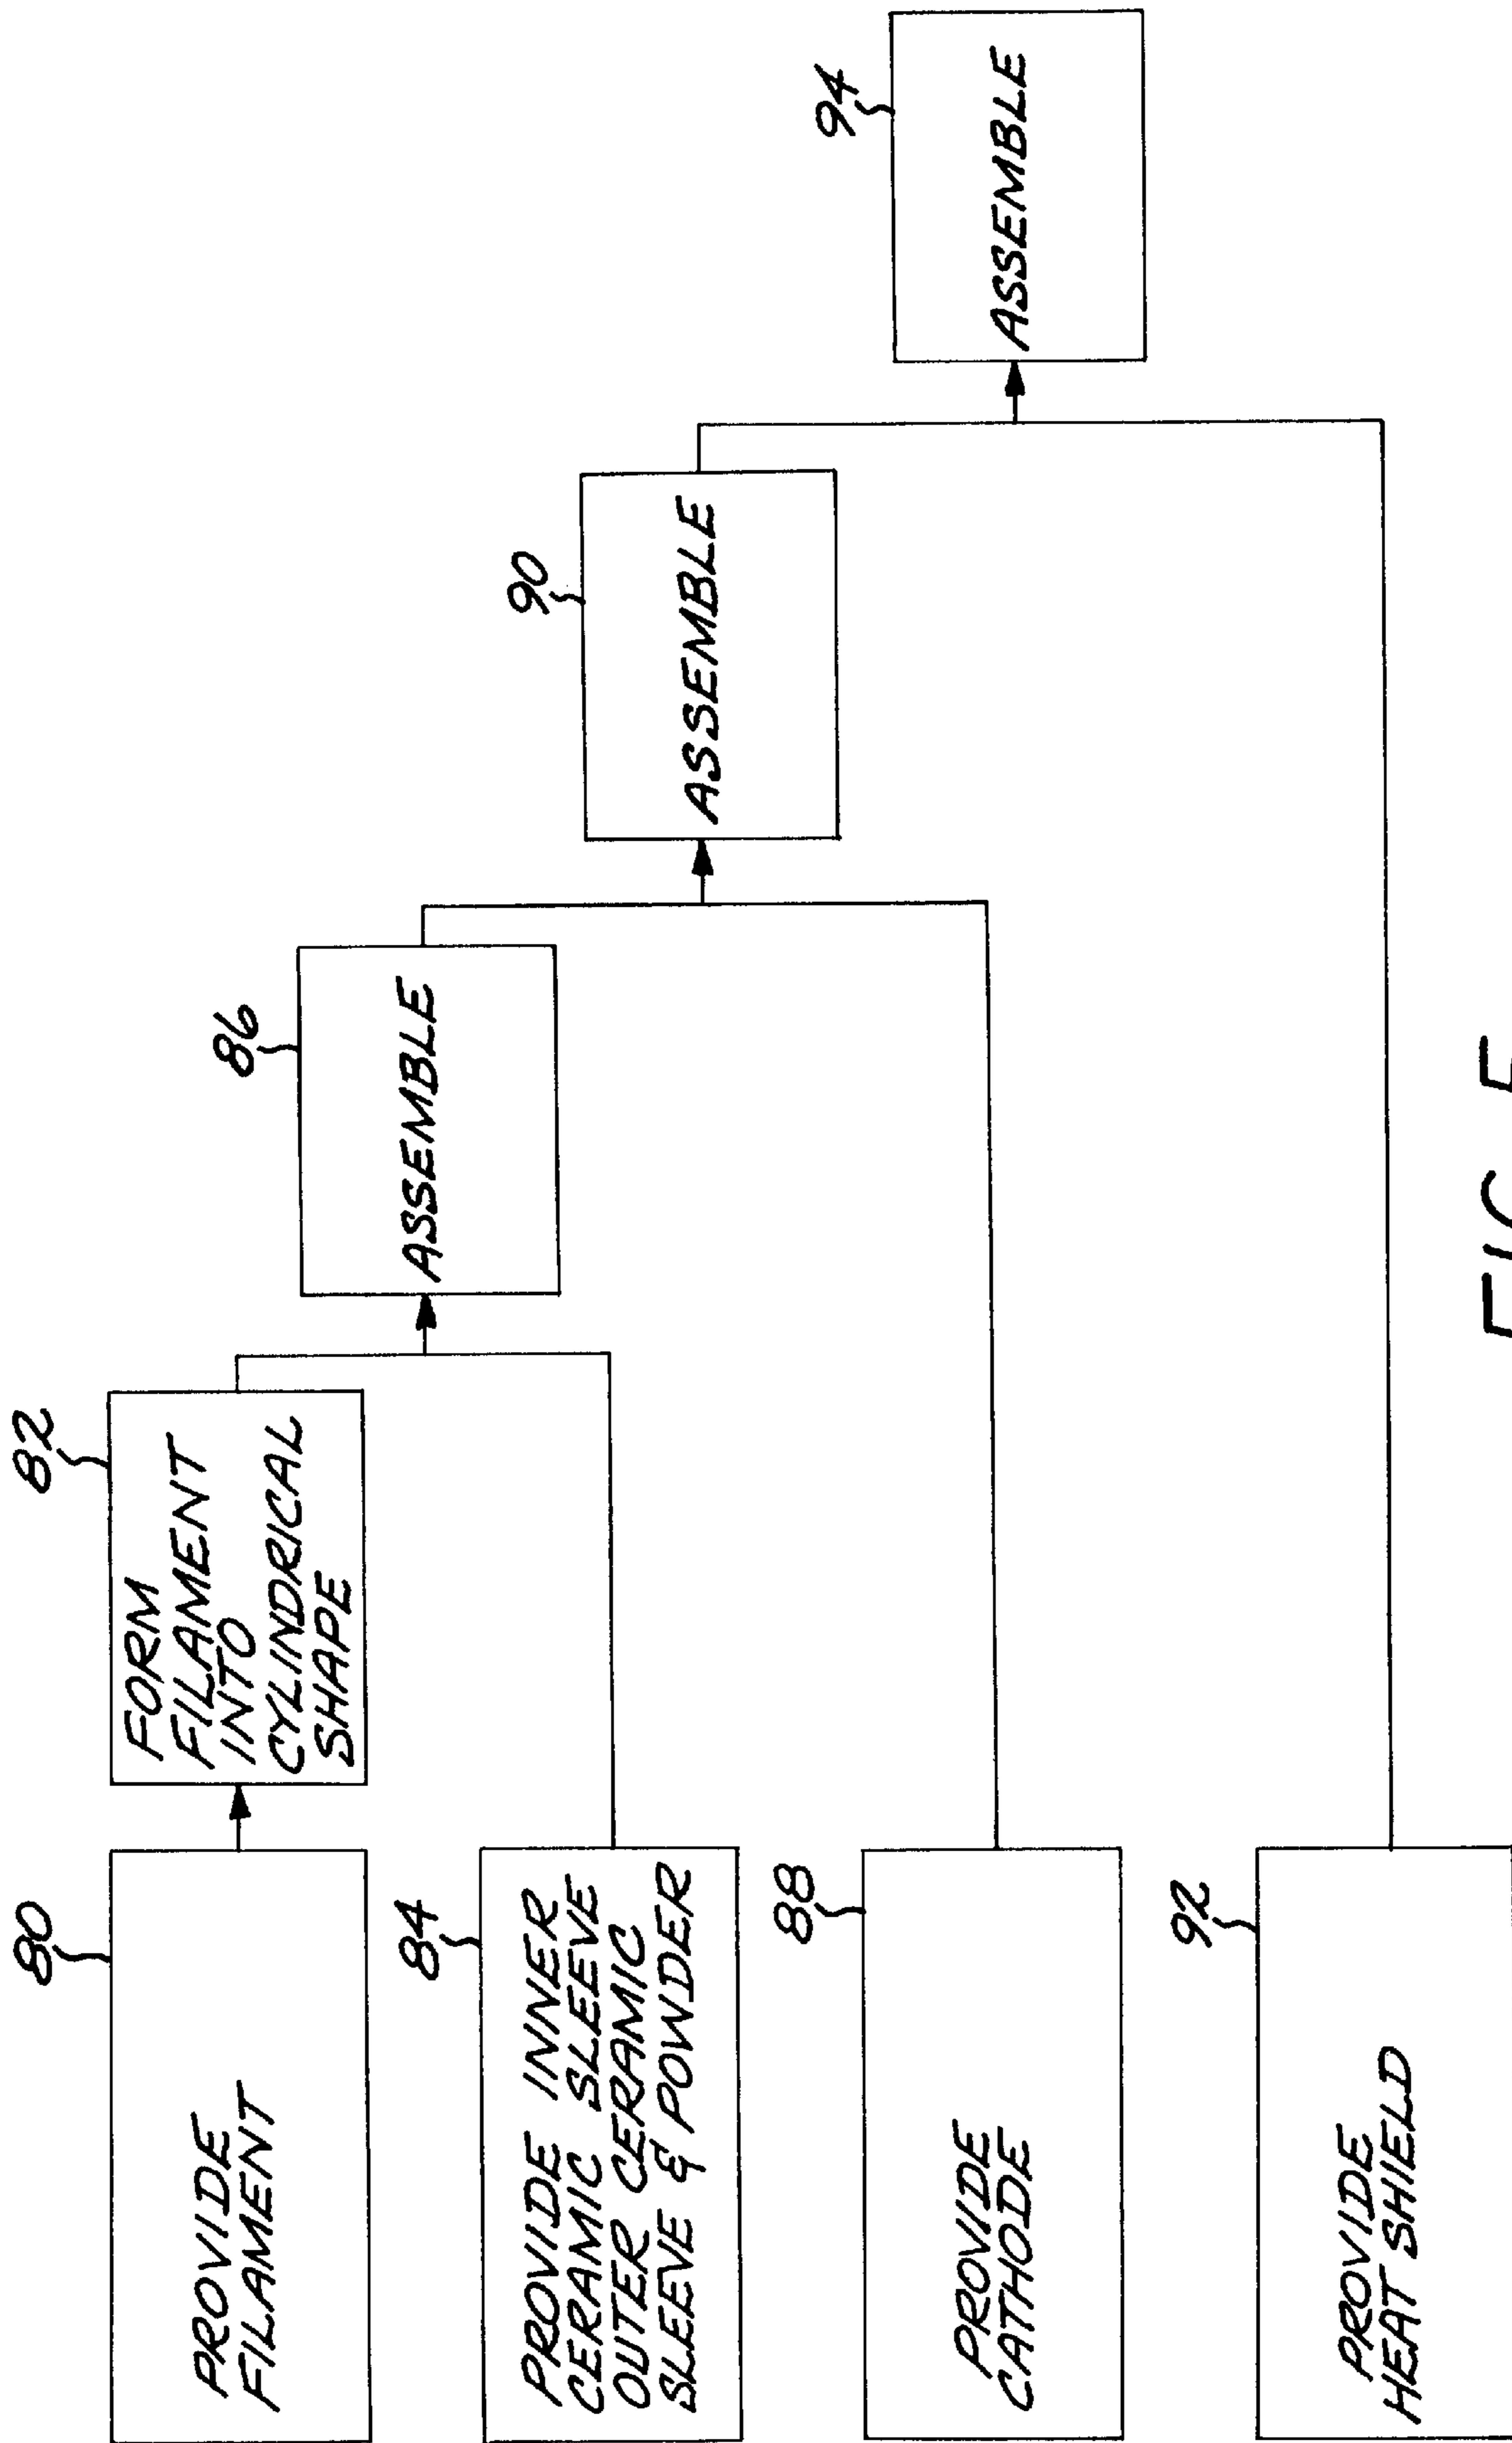 80
PROVIDE
FILAMENT
82
FORM
FILAMENT
INTO
CYLINDRICAL
SHAPE
84
PROVIDE INNER
CERAMIC SLEEVE
OUTER CERAMIC
SLEEVE & POWDER
86
ASSEMBLE
88
PROVIDE
CATHODE
90
ASSEMBLE
92
PROVIDE
HEAT SHIELD
94
ASSEMBLE